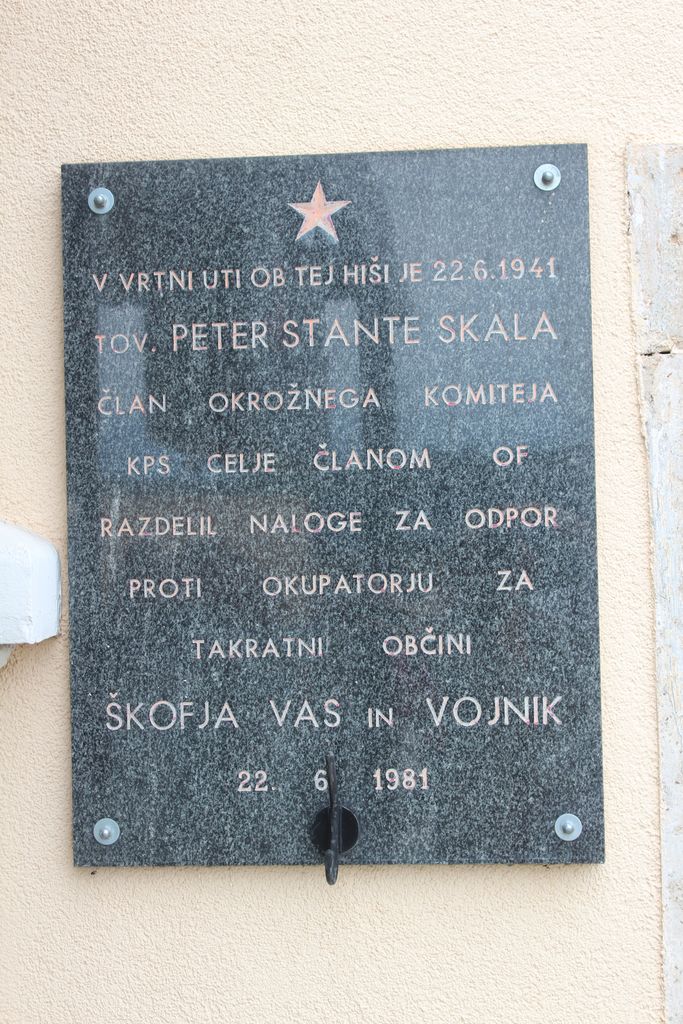 V VRTNI UTI OB TEJ HIŠI JE 22.6.1941
TOV. PETER STANTE SKALA
ČLAN OKROŽNEGA KOMITEJA
KPS CELJE ČLANOM OF
RAZDELIL NALOGE ZA ODPOR
PROTI OKUPATORJU ZA
TAKRATNI OBČINI
ŠKOFJA VAS IN VOJNIK
22. 6 1981